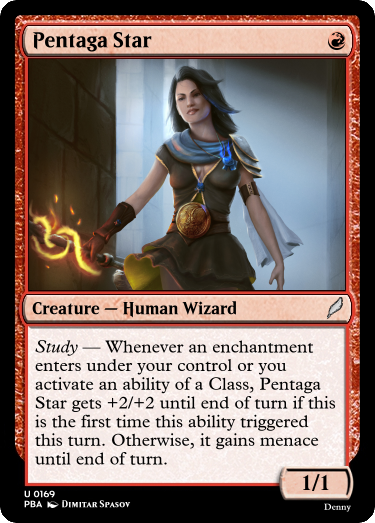 Pentaga Star
Creature — Human Wizard
Study — Whenever an enchantment
enters under your control or you
activate an ability of a Class, Pentaga
Star gets +2/+2 until end of turn if this
is the first time this ability triggered
this turn. Otherwise, it gains menace
until end of turn.
1/1
U 0169
PBA Dimitar Spasov
Denny